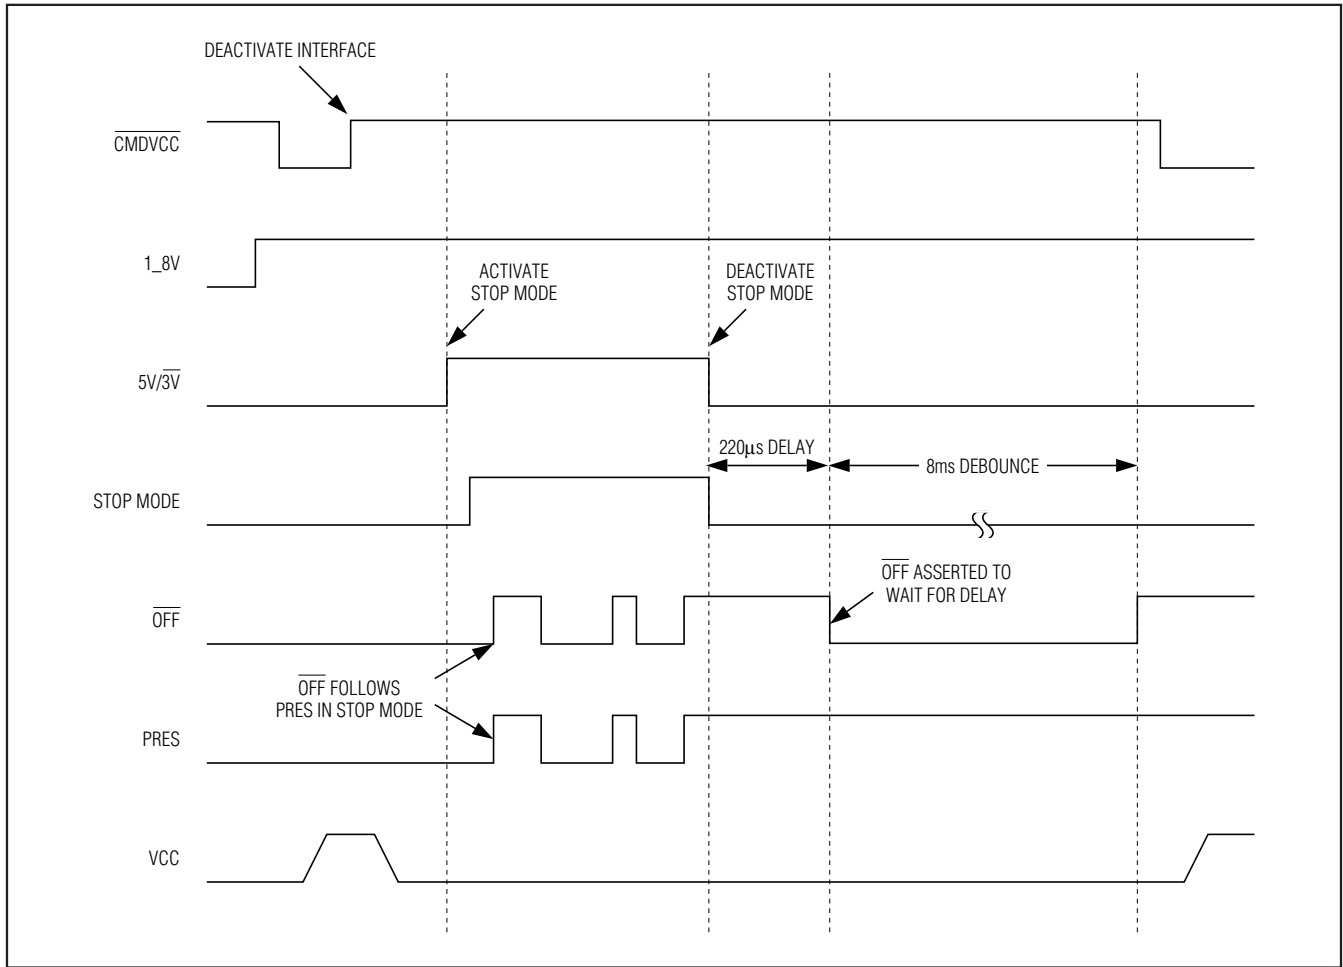 DEACTIVATE INTERFACE
CMDVCC
1_8V
ACTIVATE
STOP MODE
DEACTIVATE
STOP MODE
5V/3V
220µs DELAY
8ms DEBOUNCE
STOP MODE
OFF ASSERTED TO
WAIT FOR DELAY
OFF
OFF FOLLOWS
PRES IN STOP MODE
PRES
VCC